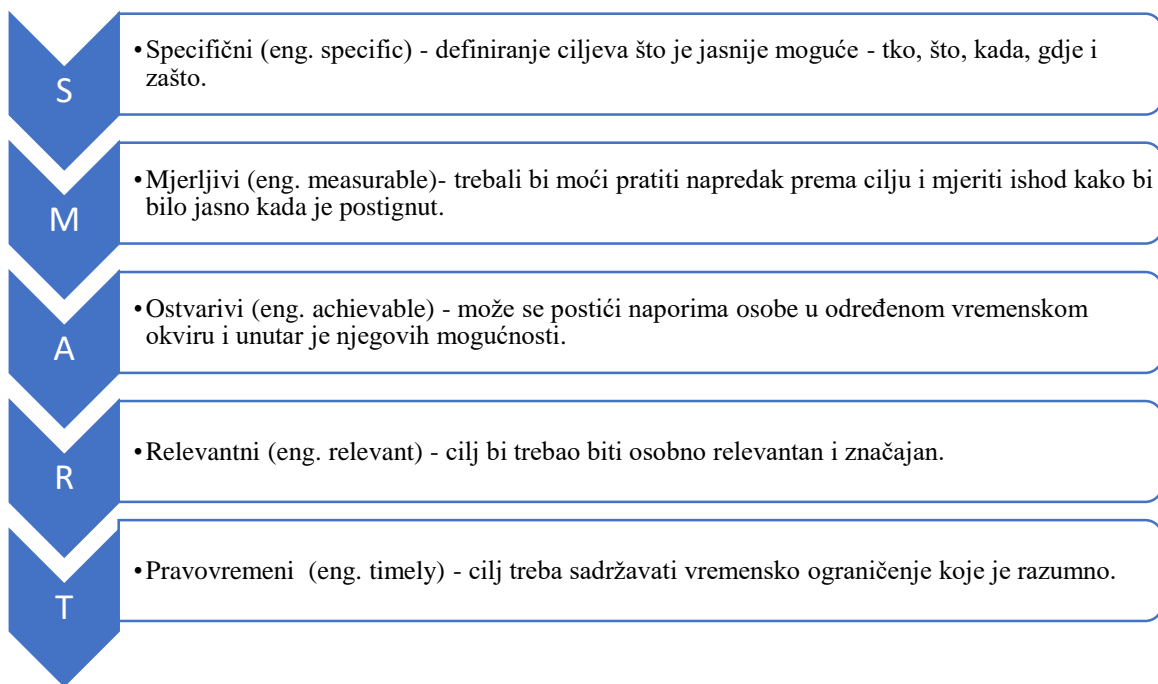 S
•Specifični (eng. specific) - definiranje ciljeva što je jasnije moguće - tko, što, kada, gdje i
zašto.
M
•Mjerljivi (eng. measurable)- trebali bi moći pratiti napredak prema cilju i mjeriti ishod kako bi
bilo jasno kada je postignut.
A
•Ostvarivi (eng. achievable) - može se postići naporima osobe u određenom vremenskom
okviru i unutar je njegovih mogućnosti.
R
•Relevantni (eng. relevant) - cilj bi trebao biti osobno relevantan i značajan.
T
•Pravovremeni  (eng. timely) - cilj treba sadržavati vremensko ograničenje koje je razumno.